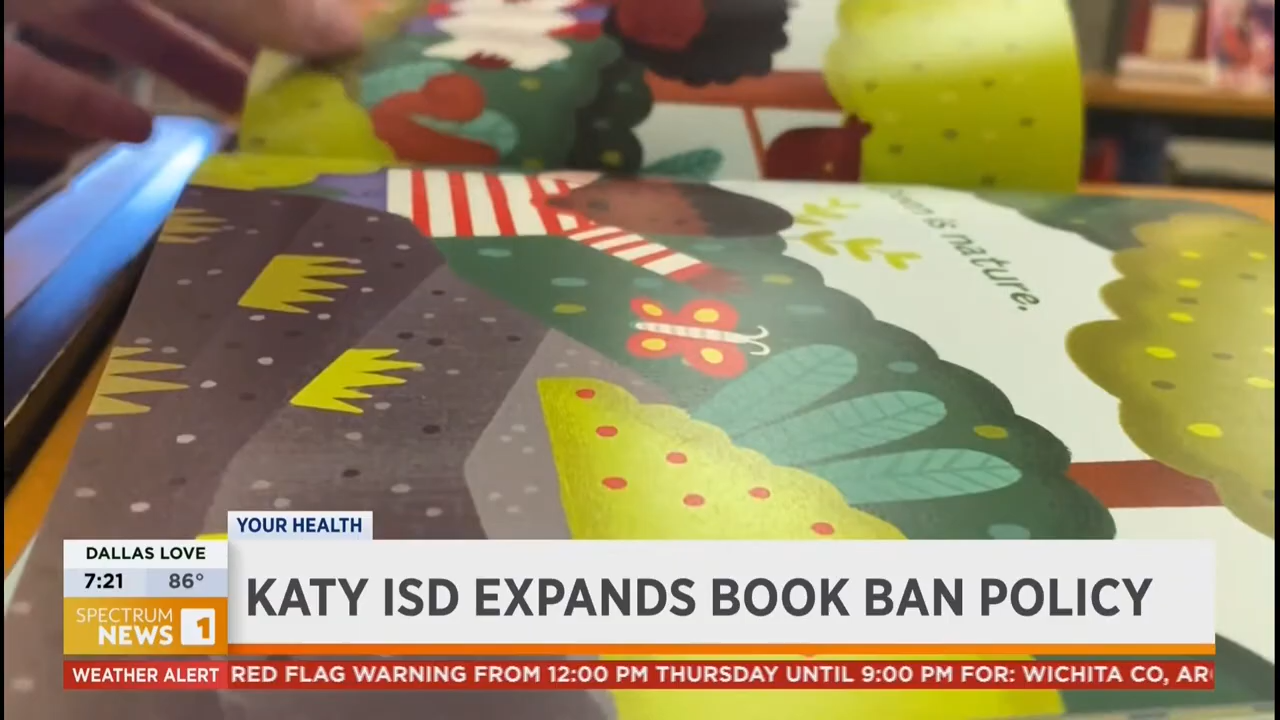 is nature.
YOUR HEALTH
DALLAS LOVE
7:21 86°
KATY ISD EXPANDS BOOK BAN POLICY
SPECTRUM
NEWS 1
WEATHER ALERT RED FLAG WARNING FROM 12:00 PM THURSDAY UNTIL 9:00 PM FOR: WICHITA CO,